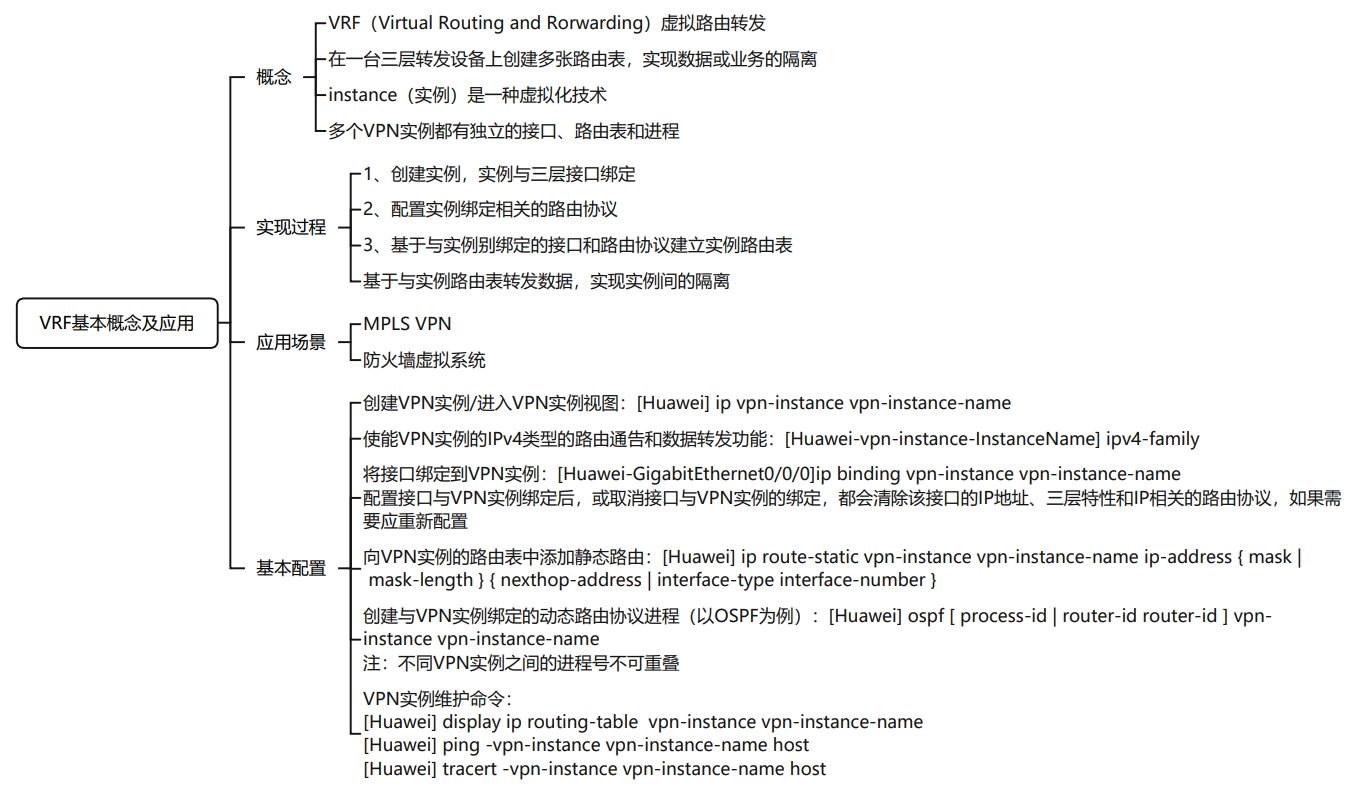 VRF基本概念及应用
概念
VRF（Virtual Routing and Rorwarding）虚拟路由转发
在一台三层转发设备上创建多张路由表，实现数据或业务的隔离
instance（实例）是一种虚拟化技术
多个VPN实例都有独立的接口、路由表和进程
实现过程
1、创建实例，实例与三层接口绑定
2、配置实例绑定相关的路由协议
3、基于与实例别绑定的接口和路由协议建立实例路由表
基于与实例路由表转发数据，实现实例间的隔离
应用场景
MPLS VPN
防火墙虚拟系统
基本配置
创建VPN实例/进入VPN实例视图：[Huawei] ip vpn-instance vpn-instance-name
使能VPN实例的IPv4类型的路由通告和数据转发功能：[Huawei-vpn-instance-InstanceName] ipv4-family
将接口绑定到VPN实例：[Huawei-GigabitEthernet0/0/0]ip binding vpn-instance vpn-instance-name
配置接口与VPN实例绑定后，或取消接口与VPN实例的绑定，都会清除该接口的IP地址、三层特性和IP相关的路由协议，如果需
要应重新配置
向VPN实例的路由表中添加静态路由：[Huawei] ip route-static vpn-instance vpn-instance-name ip-address { mask |
mask-length } { nexthop-address | interface-type interface-number }
创建与VPN实例绑定的动态路由协议进程（以OSPF为例）：[Huawei] ospf [ process-id | router-id router-id ] vpn-
instance vpn-instance-name
注：不同VPN实例之间的进程号不可重叠
VPN实例维护命令：
[Huawei] display ip routing-table  vpn-instance vpn-instance-name
[Huawei] ping -vpn-instance vpn-instance-name host
[Huawei] tracert -vpn-instance vpn-instance-name host